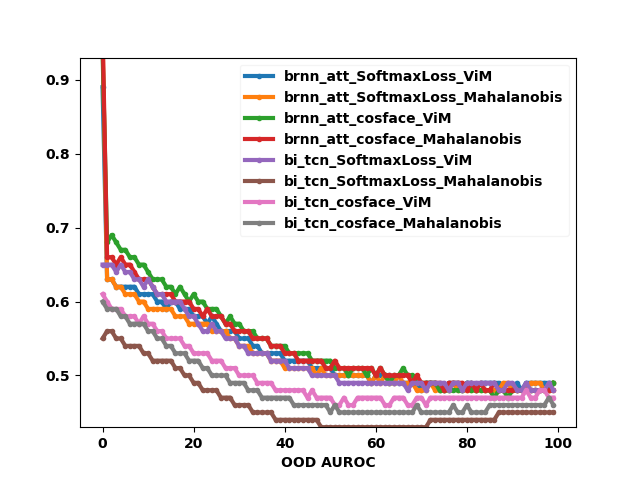 0.9
0.8
0.7
0.6
0.5
brnn_att_SoftmaxLoss_ViM
brnn_att_SoftmaxLoss_Mahalanobis
brnn_att_cosface_ViM
brnn_att_cosface_Mahalanobis
bi_tcn_SoftmaxLoss_ViM
bi_tcn_SoftmaxLoss_Mahalanobis
bi_tcn_cosface_ViM
bi_tcn_cosface_Mahalanobis
0 20 40 60 80 100
OOD AUROC